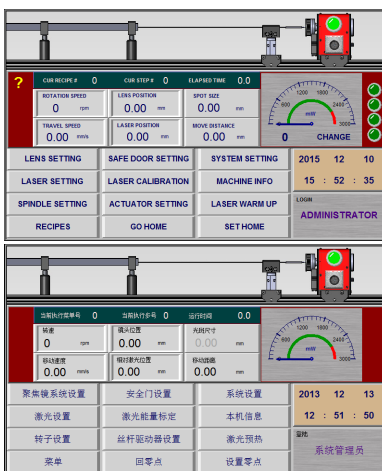 ? CUR RECIPE # 0 CUR STEP # 0 ELAPSED TIME 0.0
ROTATION SPEED LENS POSITION SPOT SIZE
0 rpm 0.00 mm 0.00 mm
TRAVEL SPEED LASER POSITION MOVE DISTANCE
0.00 mm/s 0.00 mm 0.00 mm
600 1200 1800 2400 3000
mW
0 CHANGE
LENS SETTING SAFE DOOR SETTING SYSTEM SETTING
LASER SETTING LASER CALIBRATION MACHINE INFO
SPINDLE SETTING ACTUATOR SETTING LASER WARM UP
RECIPES GO HOME SET HOME
2015 12 10
15 : 52 : 35
LOGIN
ADMINISTRATOR
当前执行菜单号 0 当前执行步号 0 运行时间 0.0
转速 镜头位置 光斑尺寸
0 rpm 0.00 mm 0.00 mm
移动速度 相对激光位置 移动距离
0.00 mm/s 0.00 mm 0.00 mm
600 1200 1800 2400 3000
mW
聚焦镜系统设置 安全门设置 系统设置
激光设置 激光能量标定 本机信息
转子设置 丝杆驱动器设置 激光预热
菜单 回零点 设置零点
2013 12 13
12 : 51 : 50
登陆
系统管理员